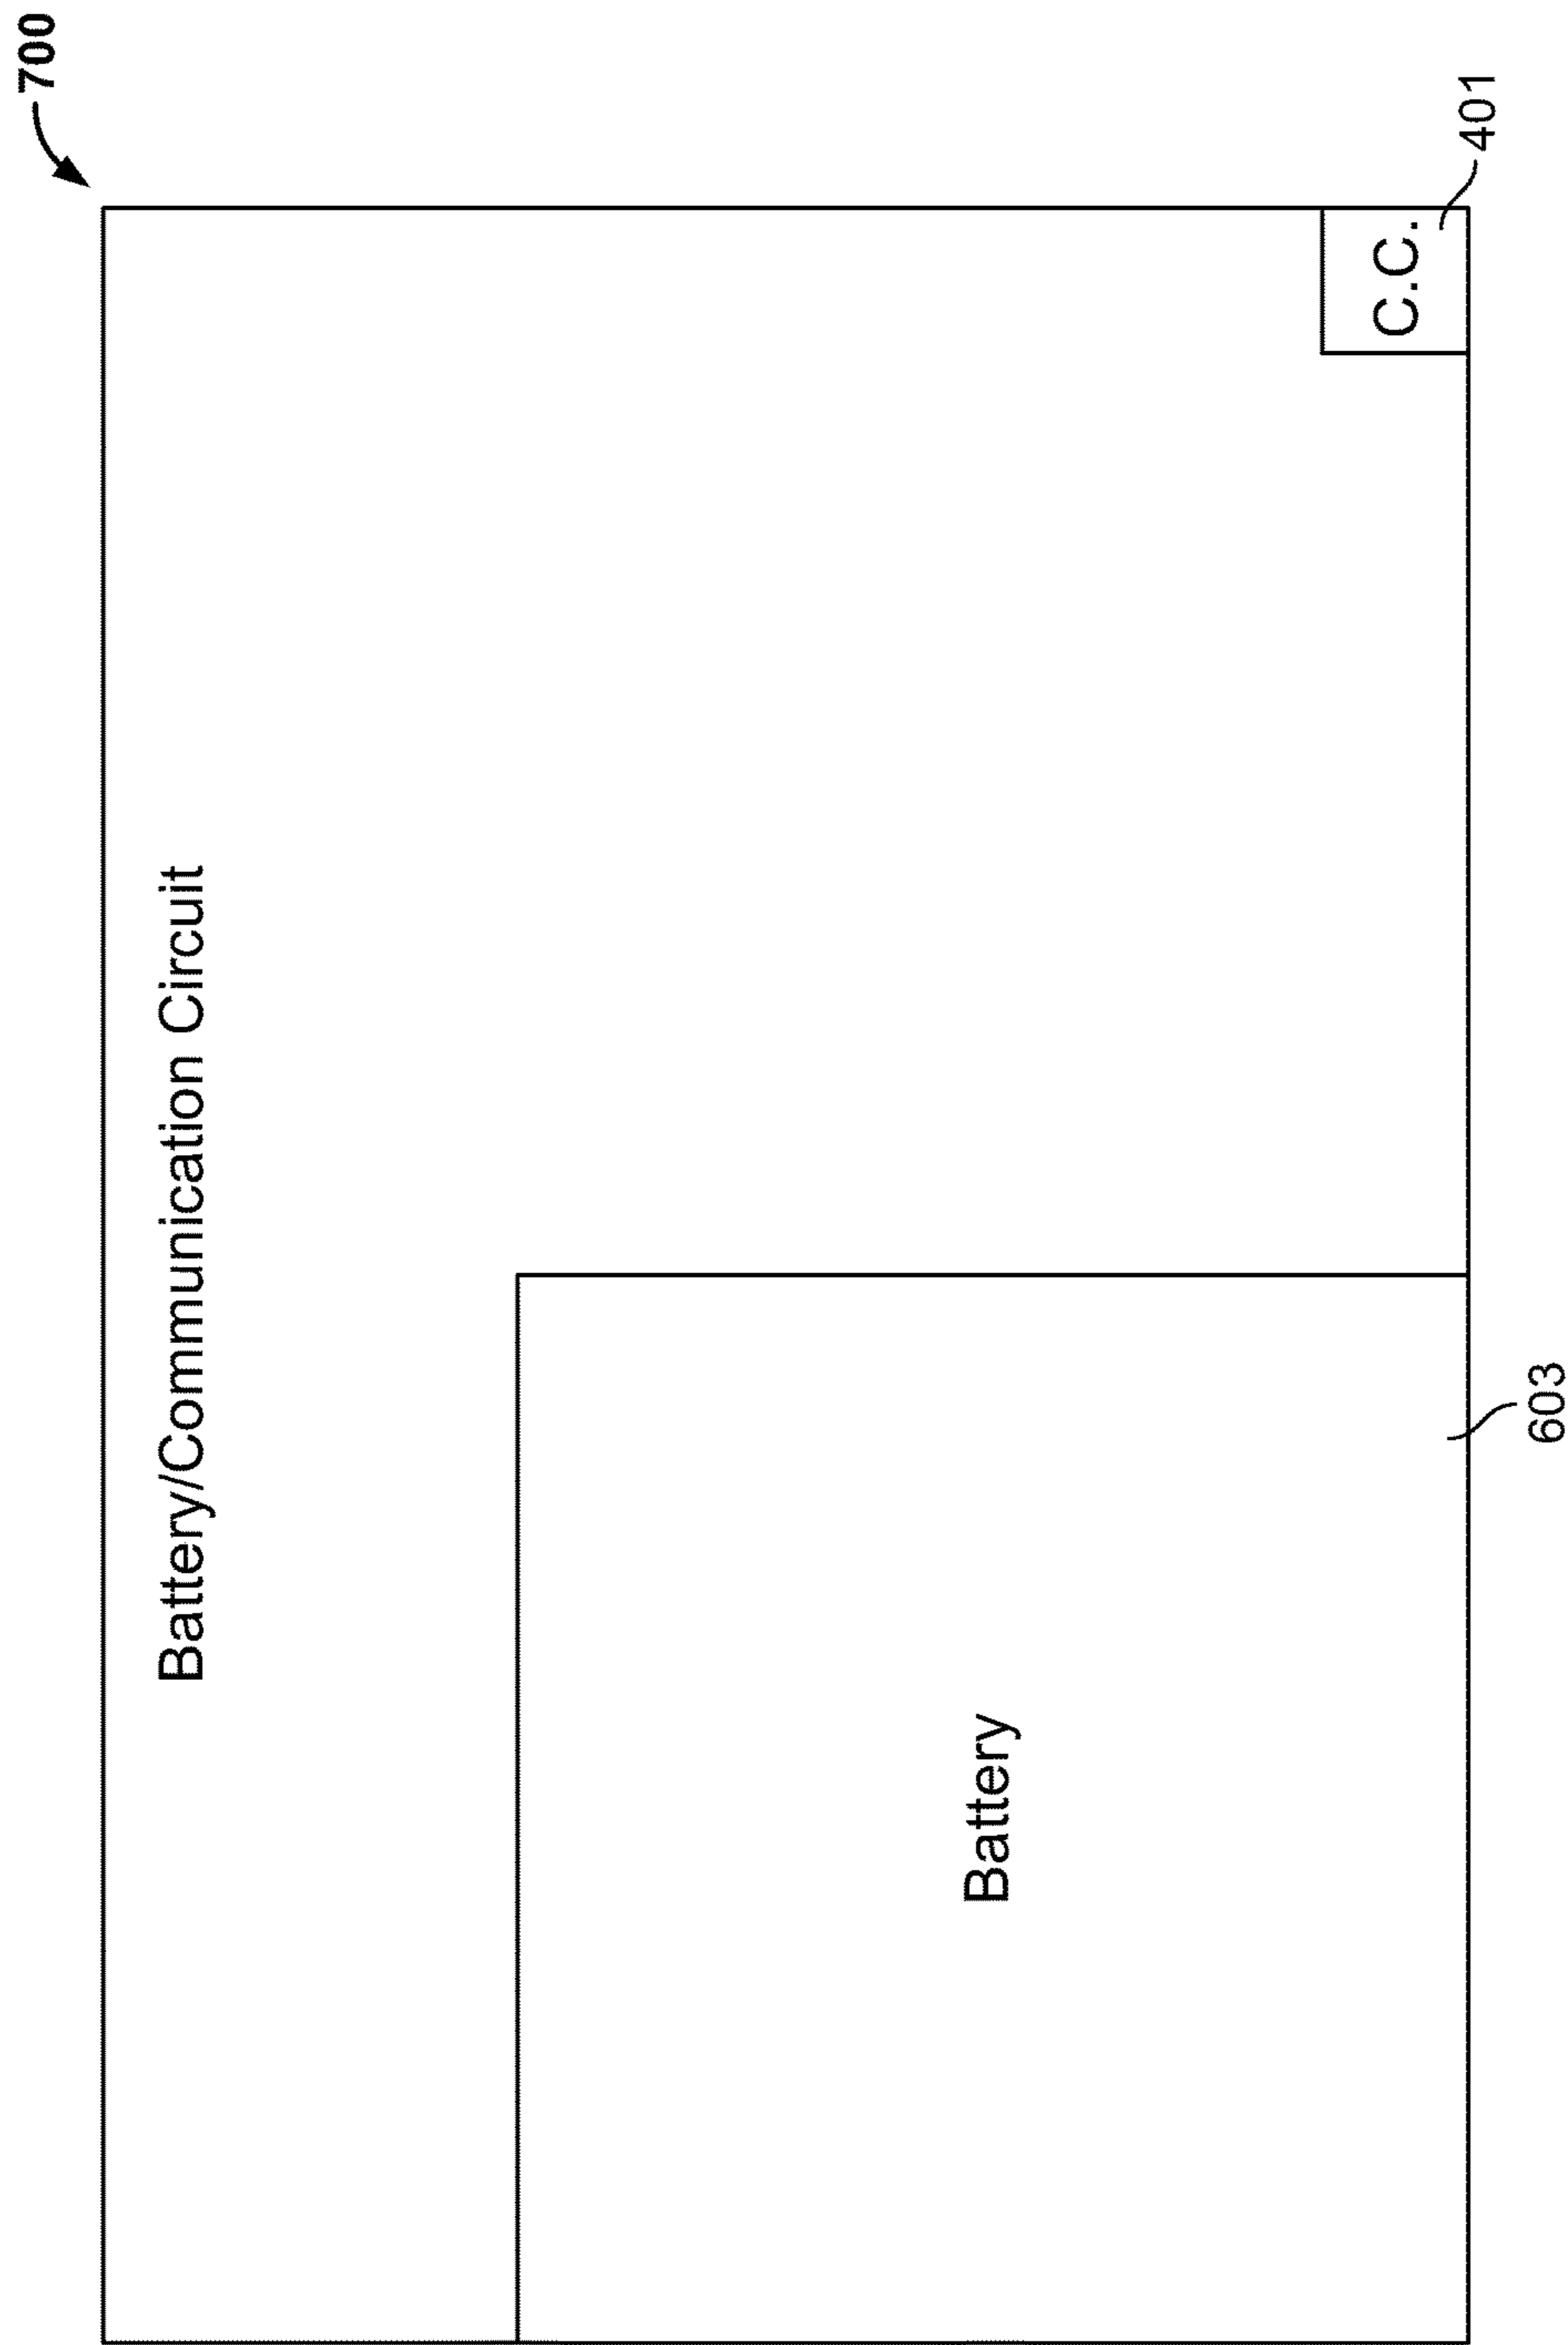 700
Battery/Communication Circuit
Battery
C.C.
401
603